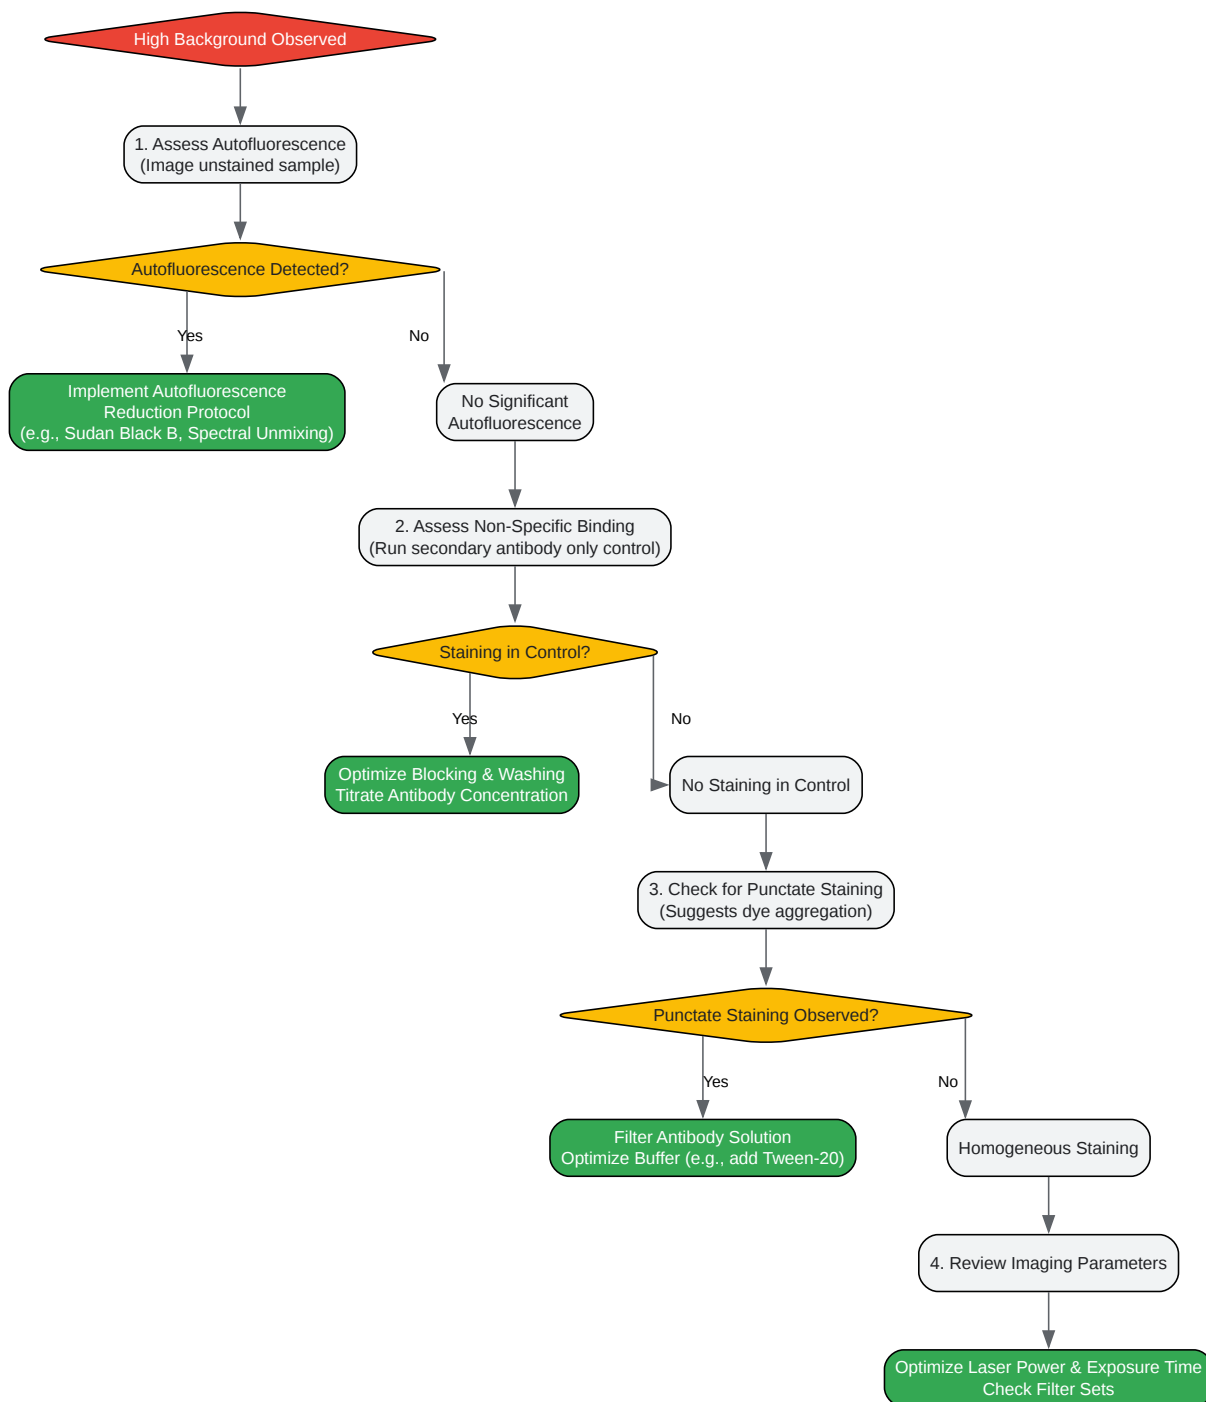 High Background Observed
1. Assess Autofluorescence
(Image unstained sample)
Autofluorescence Detected?
Yes
No
Implement Autofluorescence
Reduction Protocol
(e.g., Sudan Black B, Spectral Unmixing)
No Significant
Autofluorescence
2. Assess Non-Specific Binding
(Run secondary antibody only control)
Staining in Control?
Yes
No
Optimize Blocking & Washing
Titrate Antibody Concentration
No Staining in Control
3. Check for Punctate Staining
(Suggests dye aggregation)
Punctate Staining Observed?
Yes
No
Filter Antibody Solution
Optimize Buffer (e.g., add Tween-20)
Homogeneous Staining
4. Review Imaging Parameters
Optimize Laser Power & Exposure Time
Check Filter Sets